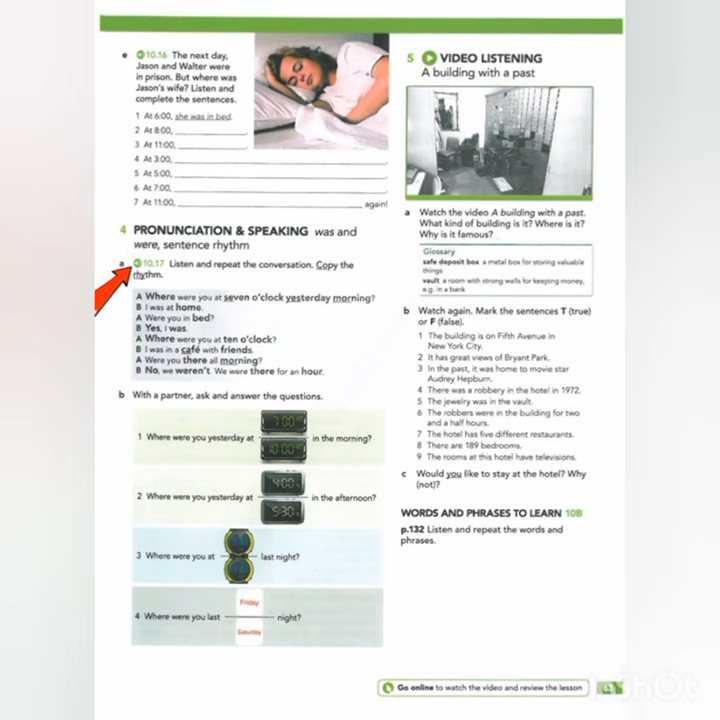 e 10.16 The next day,
Jason and Walter were
in prison. But where was
Jason's wife? Listen and
complete the sentences.
1 At 6:00, she was in bed.
2 At 8:00,
3 At 11:00,
4 At 3:00,
5 At 5:00,
6 At 7:00,
7 At 11:00, again!
4 PRONUNCIATION & SPEAKING was and
were, sentence rhythm
a 10.17 Listen and repeat the conversation. Copy the
rhythm.
A Where were you at seven o'clock yesterday morning?
B I was at home.
A Were you in bed?
B Yes, I was.
A Where were you at ten o'clock?
B I was in a café with friends.
A Were you there all morning?
B No, we weren't. We were there for an hour.
b With a partner, ask and answer the questions.
7:00
1 Where were you yesterday at in the morning?
10:00
4:00
2 Where were you yesterday at in the afternoon?
5:30
3 Where were you at last night?
Friday
4 Where were you last night?
Saturday
5 VIDEO LISTENING
A building with a past
a Watch the video A building with a past.
What kind of building is it? Where is it?
Why is it famous?
Glossary
safe deposit box a metal box for storing valuable
things
vault a room with strong walls for keeping money,
e.g. in a bank
b Watch again. Mark the sentences T (true)
or F (false).
1 The building is on Fifth Avenue in
New York City.
2 It has great views of Bryant Park.
3 In the past, it was home to movie star
Audrey Hepburn.
4 There was a robbery in the hotel in 1972.
5 The jewelry was in the vault.
6 The robbers were in the building for two
and a half hours.
7 The hotel has five different restaurants.
8 There are 189 bedrooms.
9 The rooms at this hotel have televisions.
c Would you like to stay at the hotel? Why
(not)?
WORDS AND PHRASES TO LEARN 10B
p.132 Listen and repeat the words and
phrases.
Go online to watch the video and review the lesson